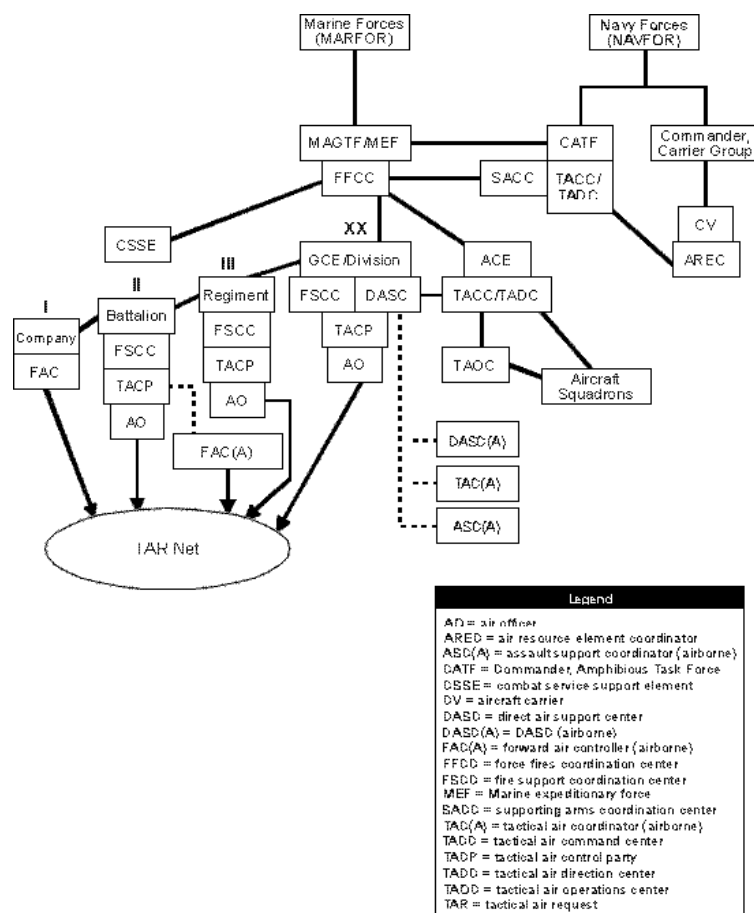 Marine Forces
(MARFOR)
Navy Forces
(NAVFOR)
MAGTF/MEF
CATF
Commander,
Carrier Group
FFCC
SACC
TACC/
TADC
CV
AREC
CSSE
XX
GCE/Division
ACE
FSCC
DASC
TACC/TADC
TACP
AO
TAOC
Aircraft
Squadrons
III
Regiment
FSCC
TACP
AO
II
Battalion
FSCC
TACP
AO
I
Company
FAC
FAC(A)
DASC(A)
TAC(A)
ASC(A)
TAR Net
Legend
AO = air officer
AREC = air resource element coordinator
ASC(A) = assault support coordinator (airborne)
CATF = Commander, Amphibious Task Force
CSSE = combat service support element
CV = aircraft carrier
DASC = direct air support center
DASC(A) = DASC (airborne)
FAC(A) = forward air controller (airborne)
FFCC = force fires coordination center
FSCC = fire support coordination center
MEF = Marine expeditionary force
SACC = supporting arms coordination center
TAC(A) = tactical air coordinator (airborne)
TACC = tactical air command center
TACP = tactical air control party
TADC = tactical air direction center
TAOC = tactical air operations center
TAR = tactical air request